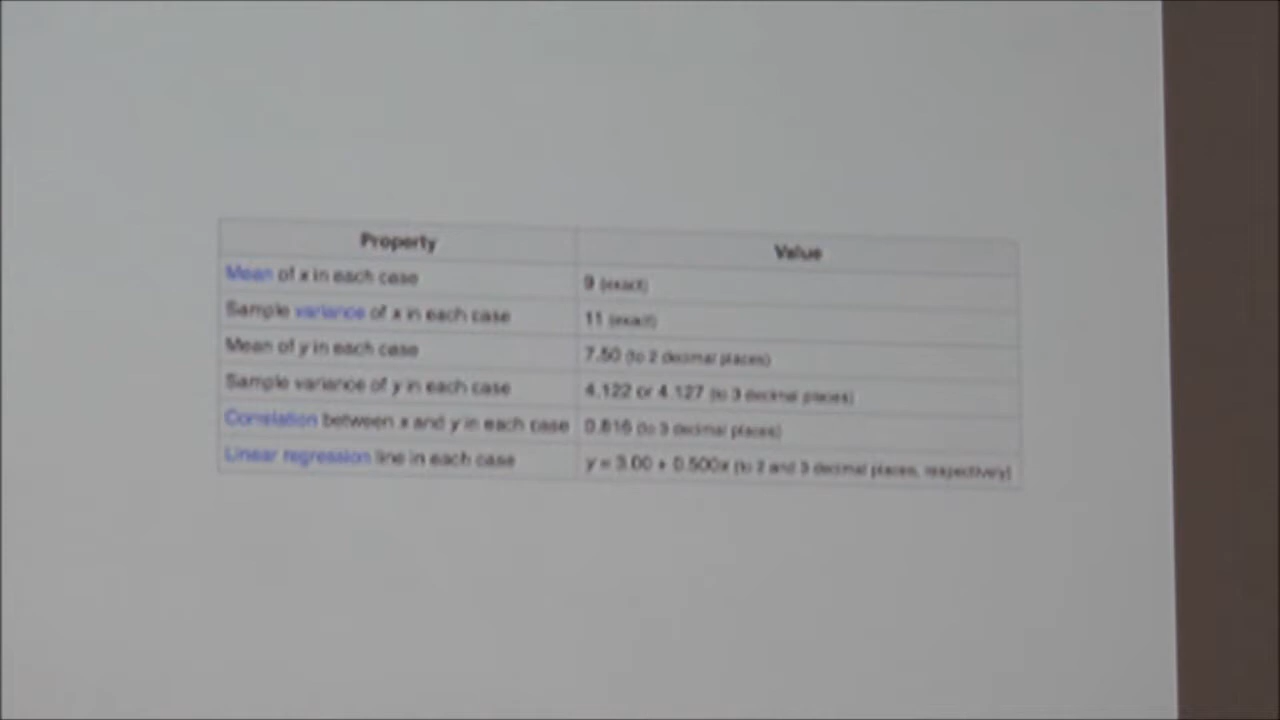 Property Value
Mean of x in each case 9 (exact)
Sample variance of x in each case 11 (exact)
Mean of y in each case 7.50 (to 2 decimal places)
Sample variance of y in each case 4.122 or 4.127 (to 3 decimal places)
Correlation between x and y in each case 0.816 (to 3 decimal places)
Linear regression line in each case y = 3.00 + 0.500x (to 2 and 3 decimal places, respectively)